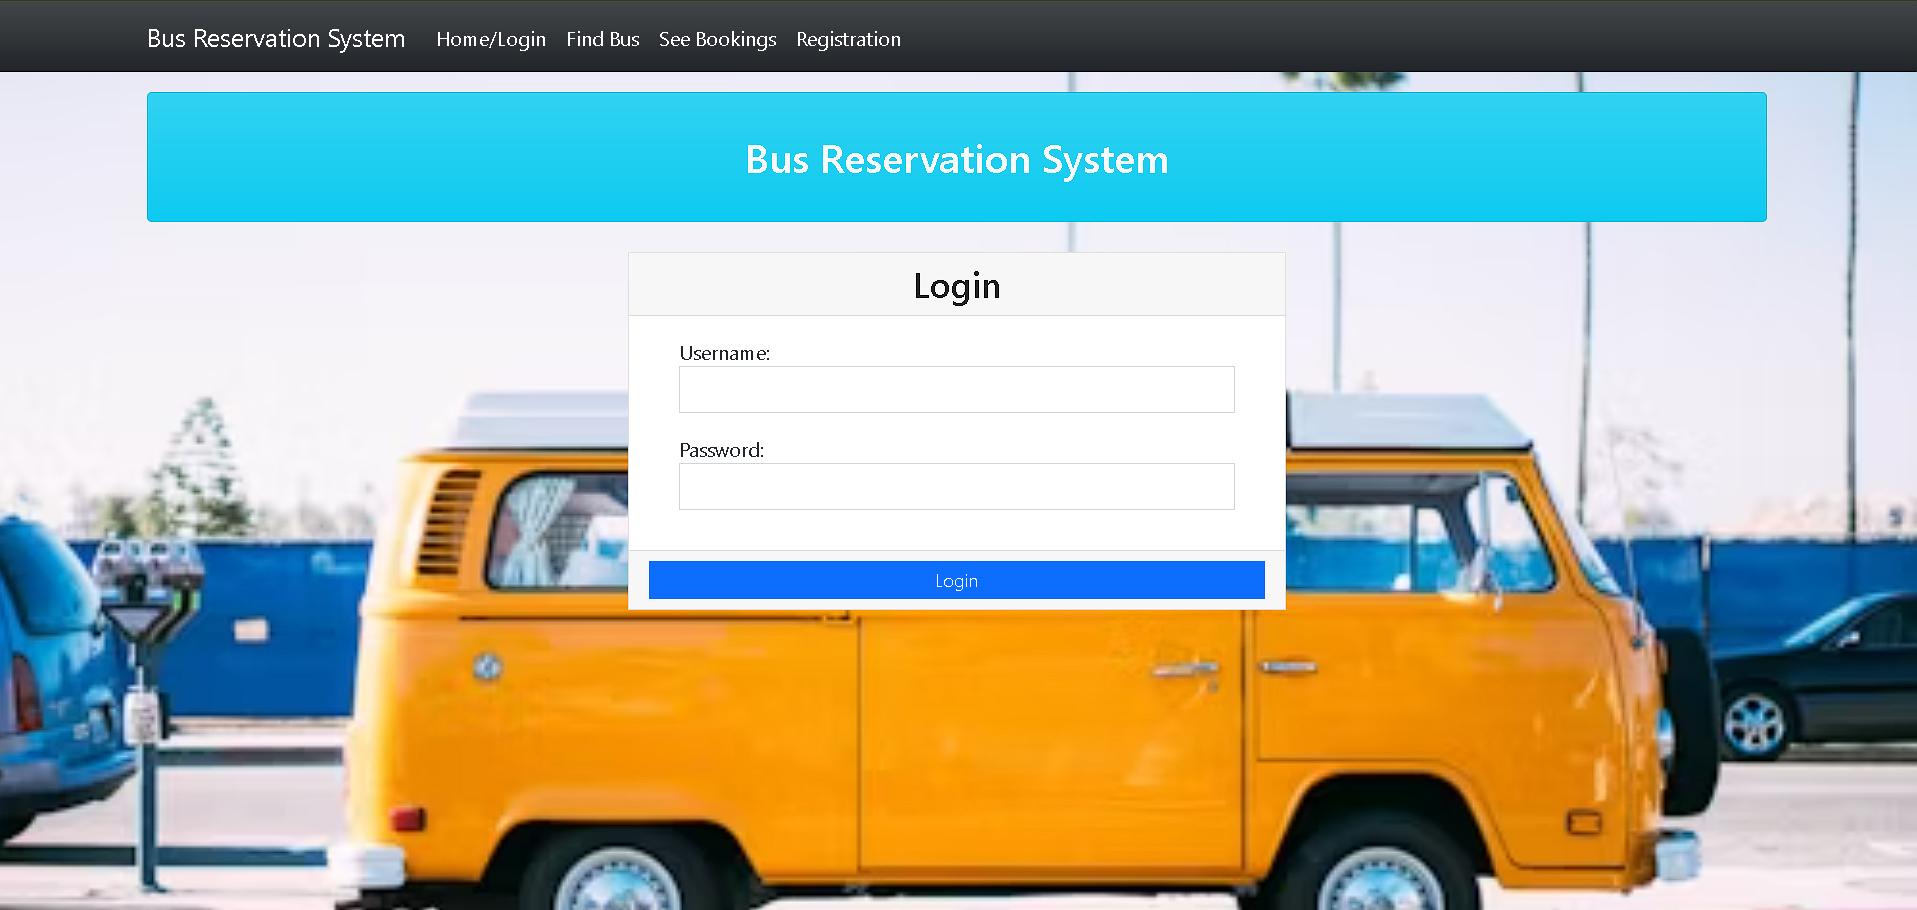 Bus Reservation System Home/Login Find Bus See Bookings Registration
Bus Reservation System
Login
Username:
Password:
Login